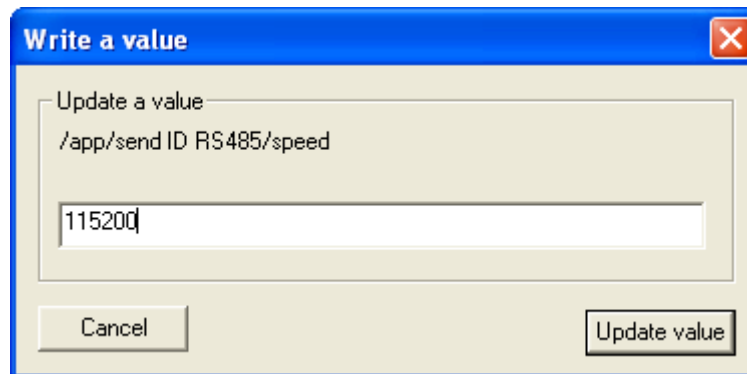 Write a value
Update a value
/app/send ID RS485/speed
115200
Cancel
Update value